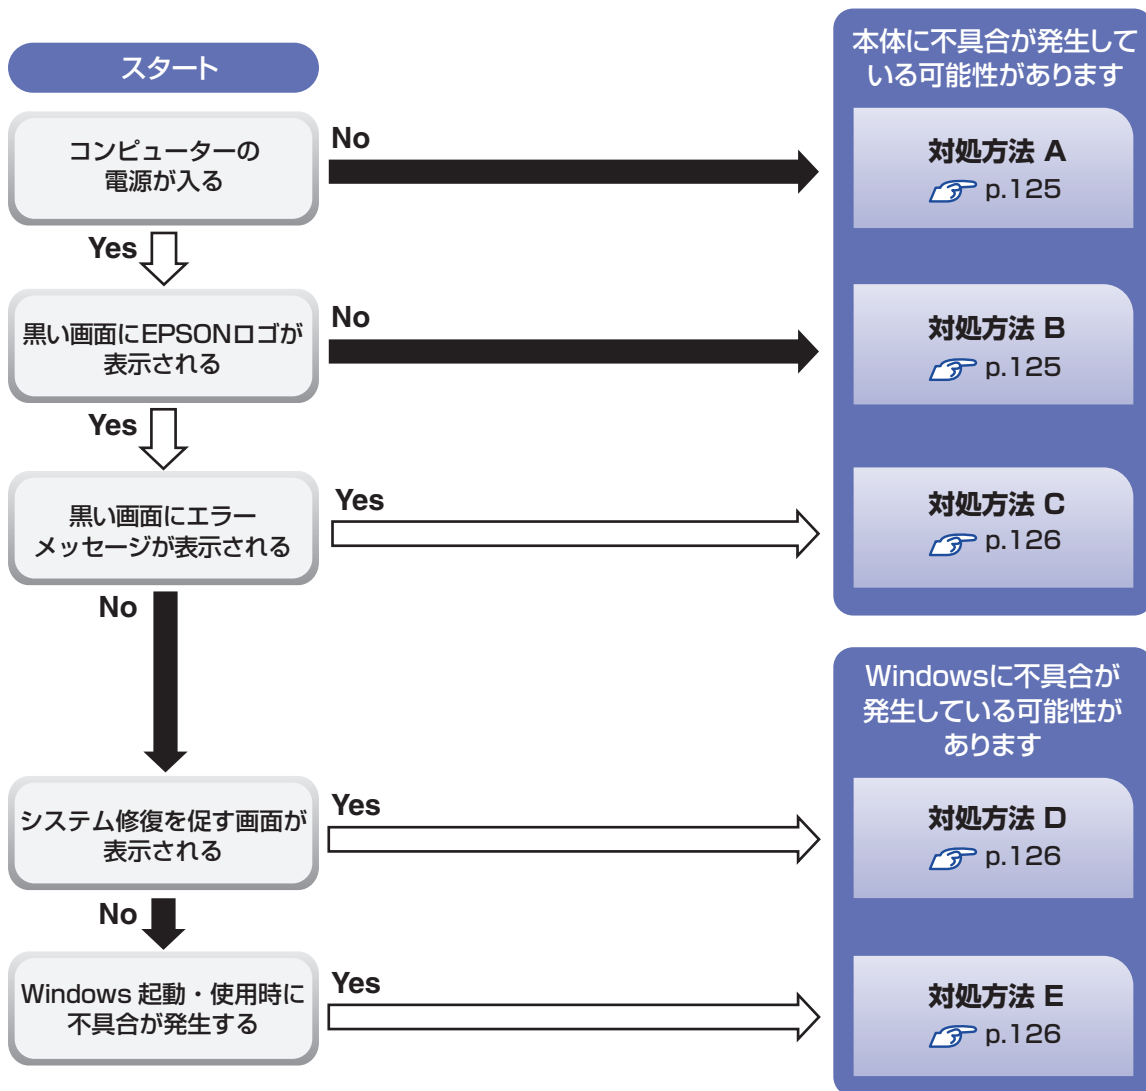 スタート
コンピューターの
電源が入る
No
Yes
黒い画面にEPSONロゴが
表示される
No
Yes
黒い画面にエラー
メッセージが表示される
Yes
No
システム修復を促す画面が
表示される
Yes
No
Windows 起動・使用時に
不具合が発生する
Yes
本体に不具合が発生して
いる可能性があります
対処方法 A
p.125
対処方法 B
p.125
対処方法 C
p.126
Windowsに不具合が
発生している可能性が
あります
対処方法 D
p.126
対処方法 E
p.126